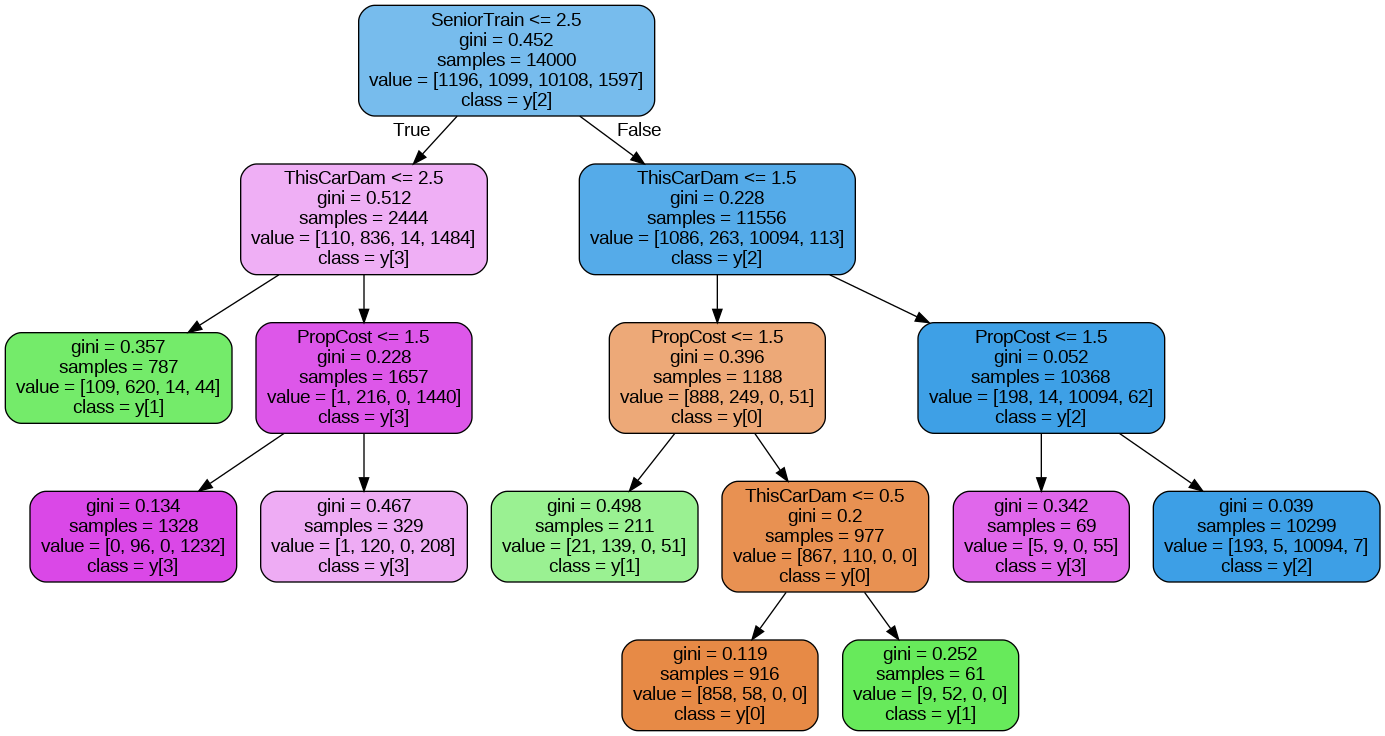 SeniorTrain <= 2.5
gini = 0.452
samples = 14000
value = [1196, 1099, 10108, 1597]
class = y[2]
True
False
ThisCarDam <= 2.5
gini = 0.512
samples = 2444
value = [110, 836, 14, 1484]
class = y[3]
ThisCarDam <= 1.5
gini = 0.228
samples = 11556
value = [1086, 263, 10094, 113]
class = y[2]
gini = 0.357
samples = 787
value = [109, 620, 14, 44]
class = y[1]
PropCost <= 1.5
gini = 0.228
samples = 1657
value = [1, 216, 0, 1440]
class = y[3]
PropCost <= 1.5
gini = 0.396
samples = 1188
value = [888, 249, 0, 51]
class = y[0]
PropCost <= 1.5
gini = 0.052
samples = 10368
value = [198, 14, 10094, 62]
class = y[2]
gini = 0.134
samples = 1328
value = [0, 96, 0, 1232]
class = y[3]
gini = 0.467
samples = 329
value = [1, 120, 0, 208]
class = y[3]
gini = 0.498
samples = 211
value = [21, 139, 0, 51]
class = y[1]
ThisCarDam <= 0.5
gini = 0.2
samples = 977
value = [867, 110, 0, 0]
class = y[0]
gini = 0.342
samples = 69
value = [5, 9, 0, 55]
class = y[3]
gini = 0.039
samples = 10299
value = [193, 5, 10094, 7]
class = y[2]
gini = 0.119
samples = 916
value = [858, 58, 0, 0]
class = y[0]
gini = 0.252
samples = 61
value = [9, 52, 0, 0]
class = y[1]